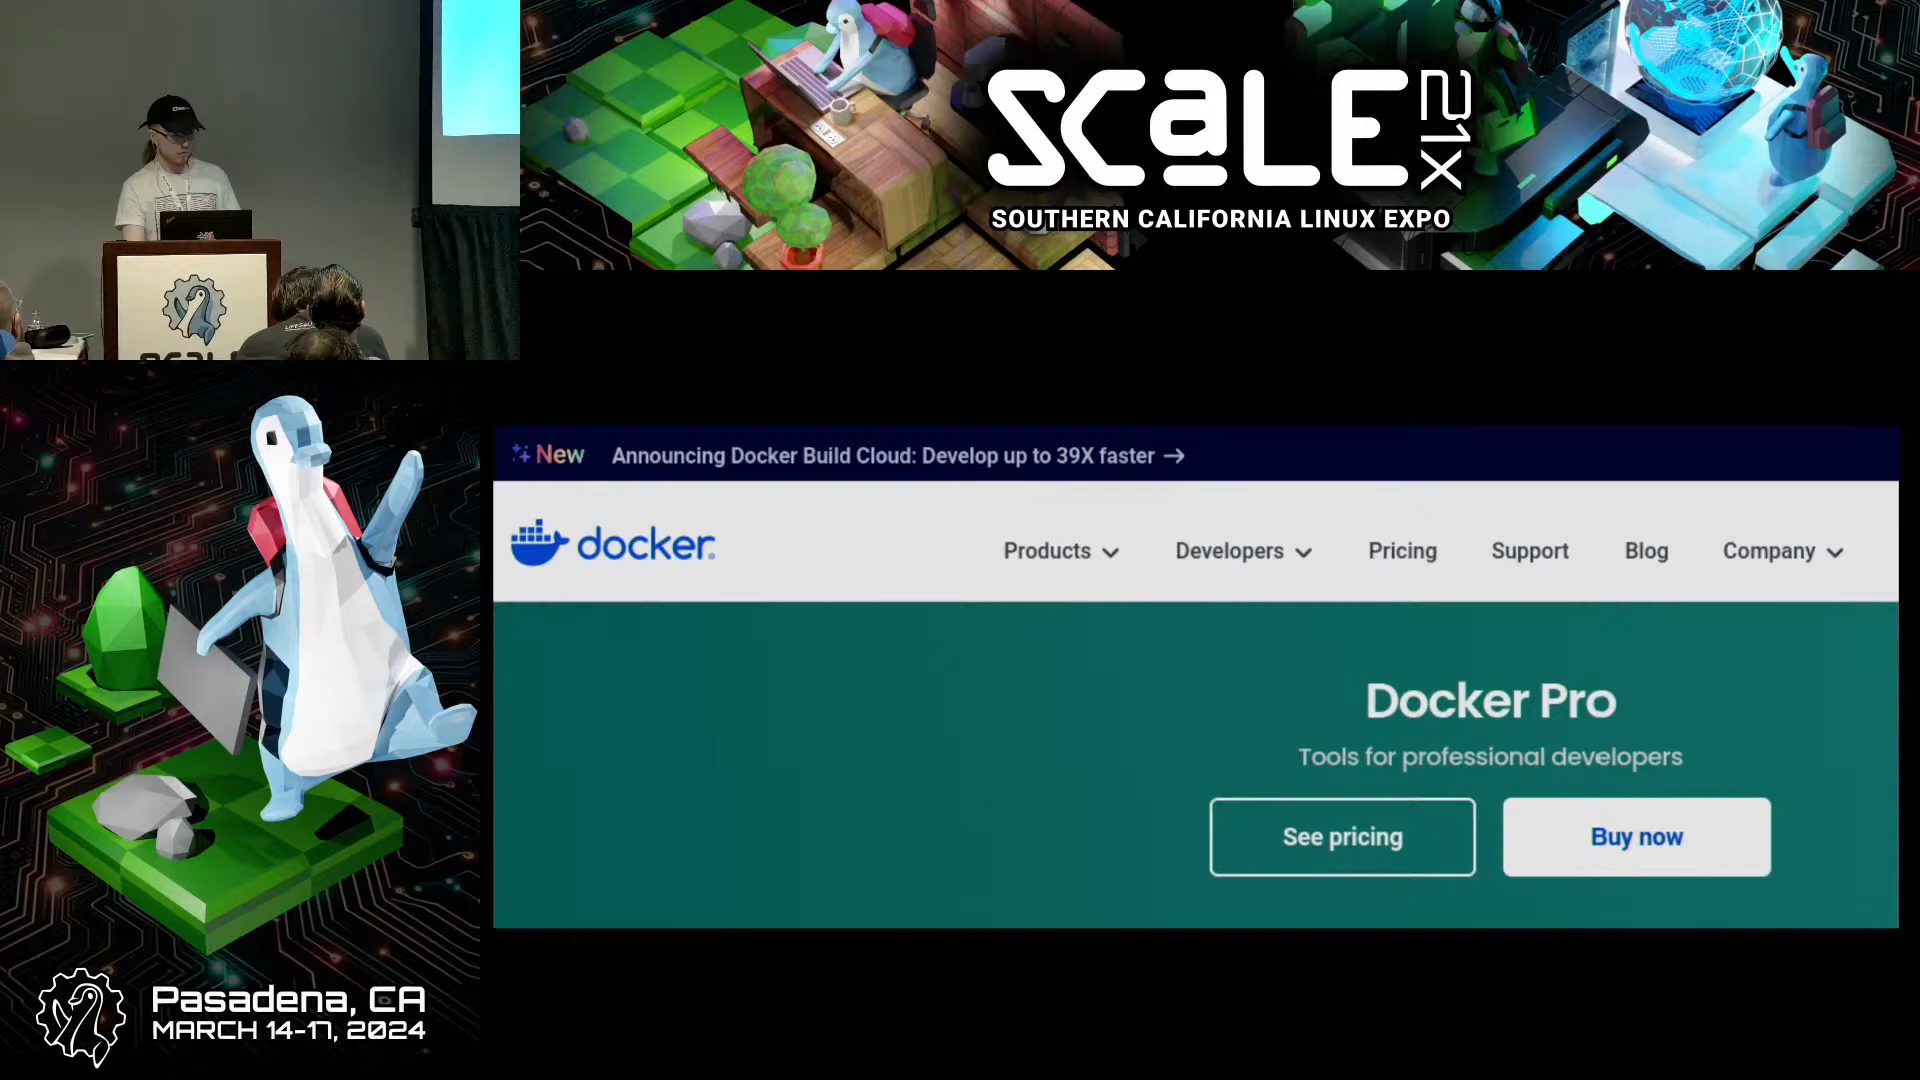 SCaLE 21X
SOUTHERN CALIFORNIA LINUX EXPO
New Announcing Docker Build Cloud: Develop up to 39X faster →
docker
Products Developers Pricing Support Blog Company
Docker Pro
Tools for professional developers
See pricing Buy now
Pasadena, CA
MARCH 14-17, 2024